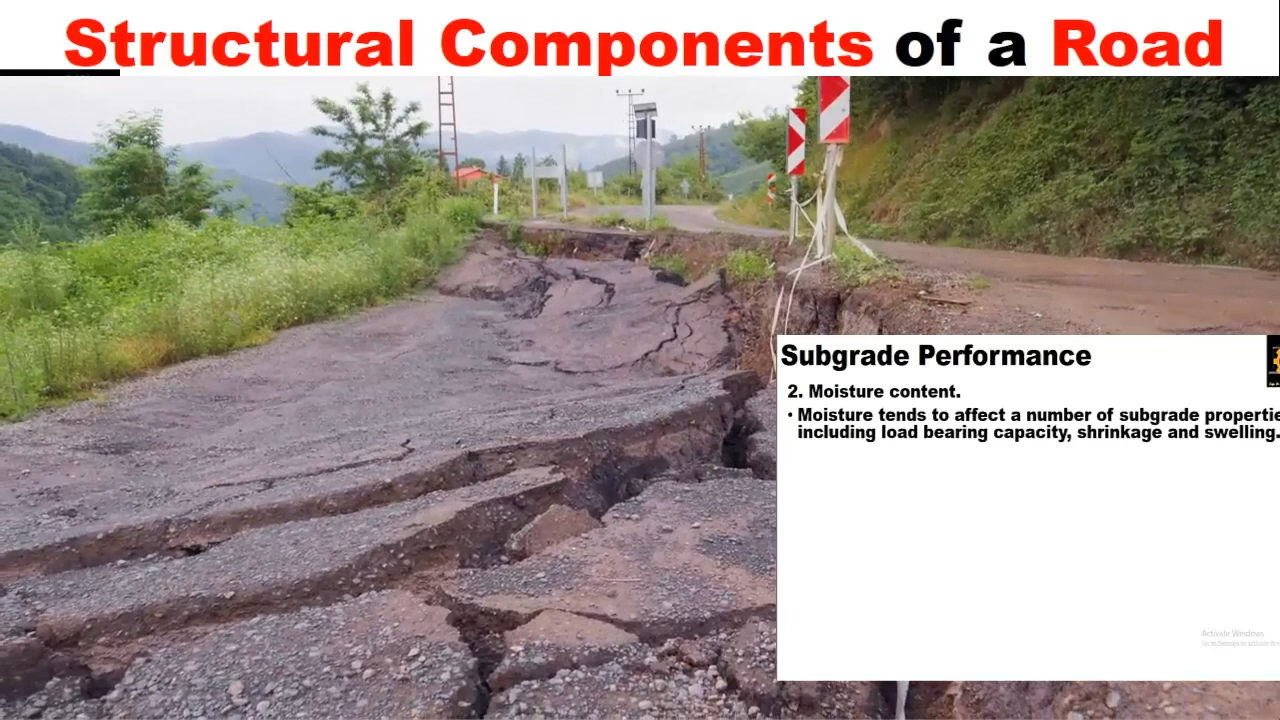 Structural Components of a Road
Subgrade Performance
2. Moisture content.
• Moisture tends to affect a number of subgrade
including load bearing capacity, shrinkage and swelling.
Activate Windows